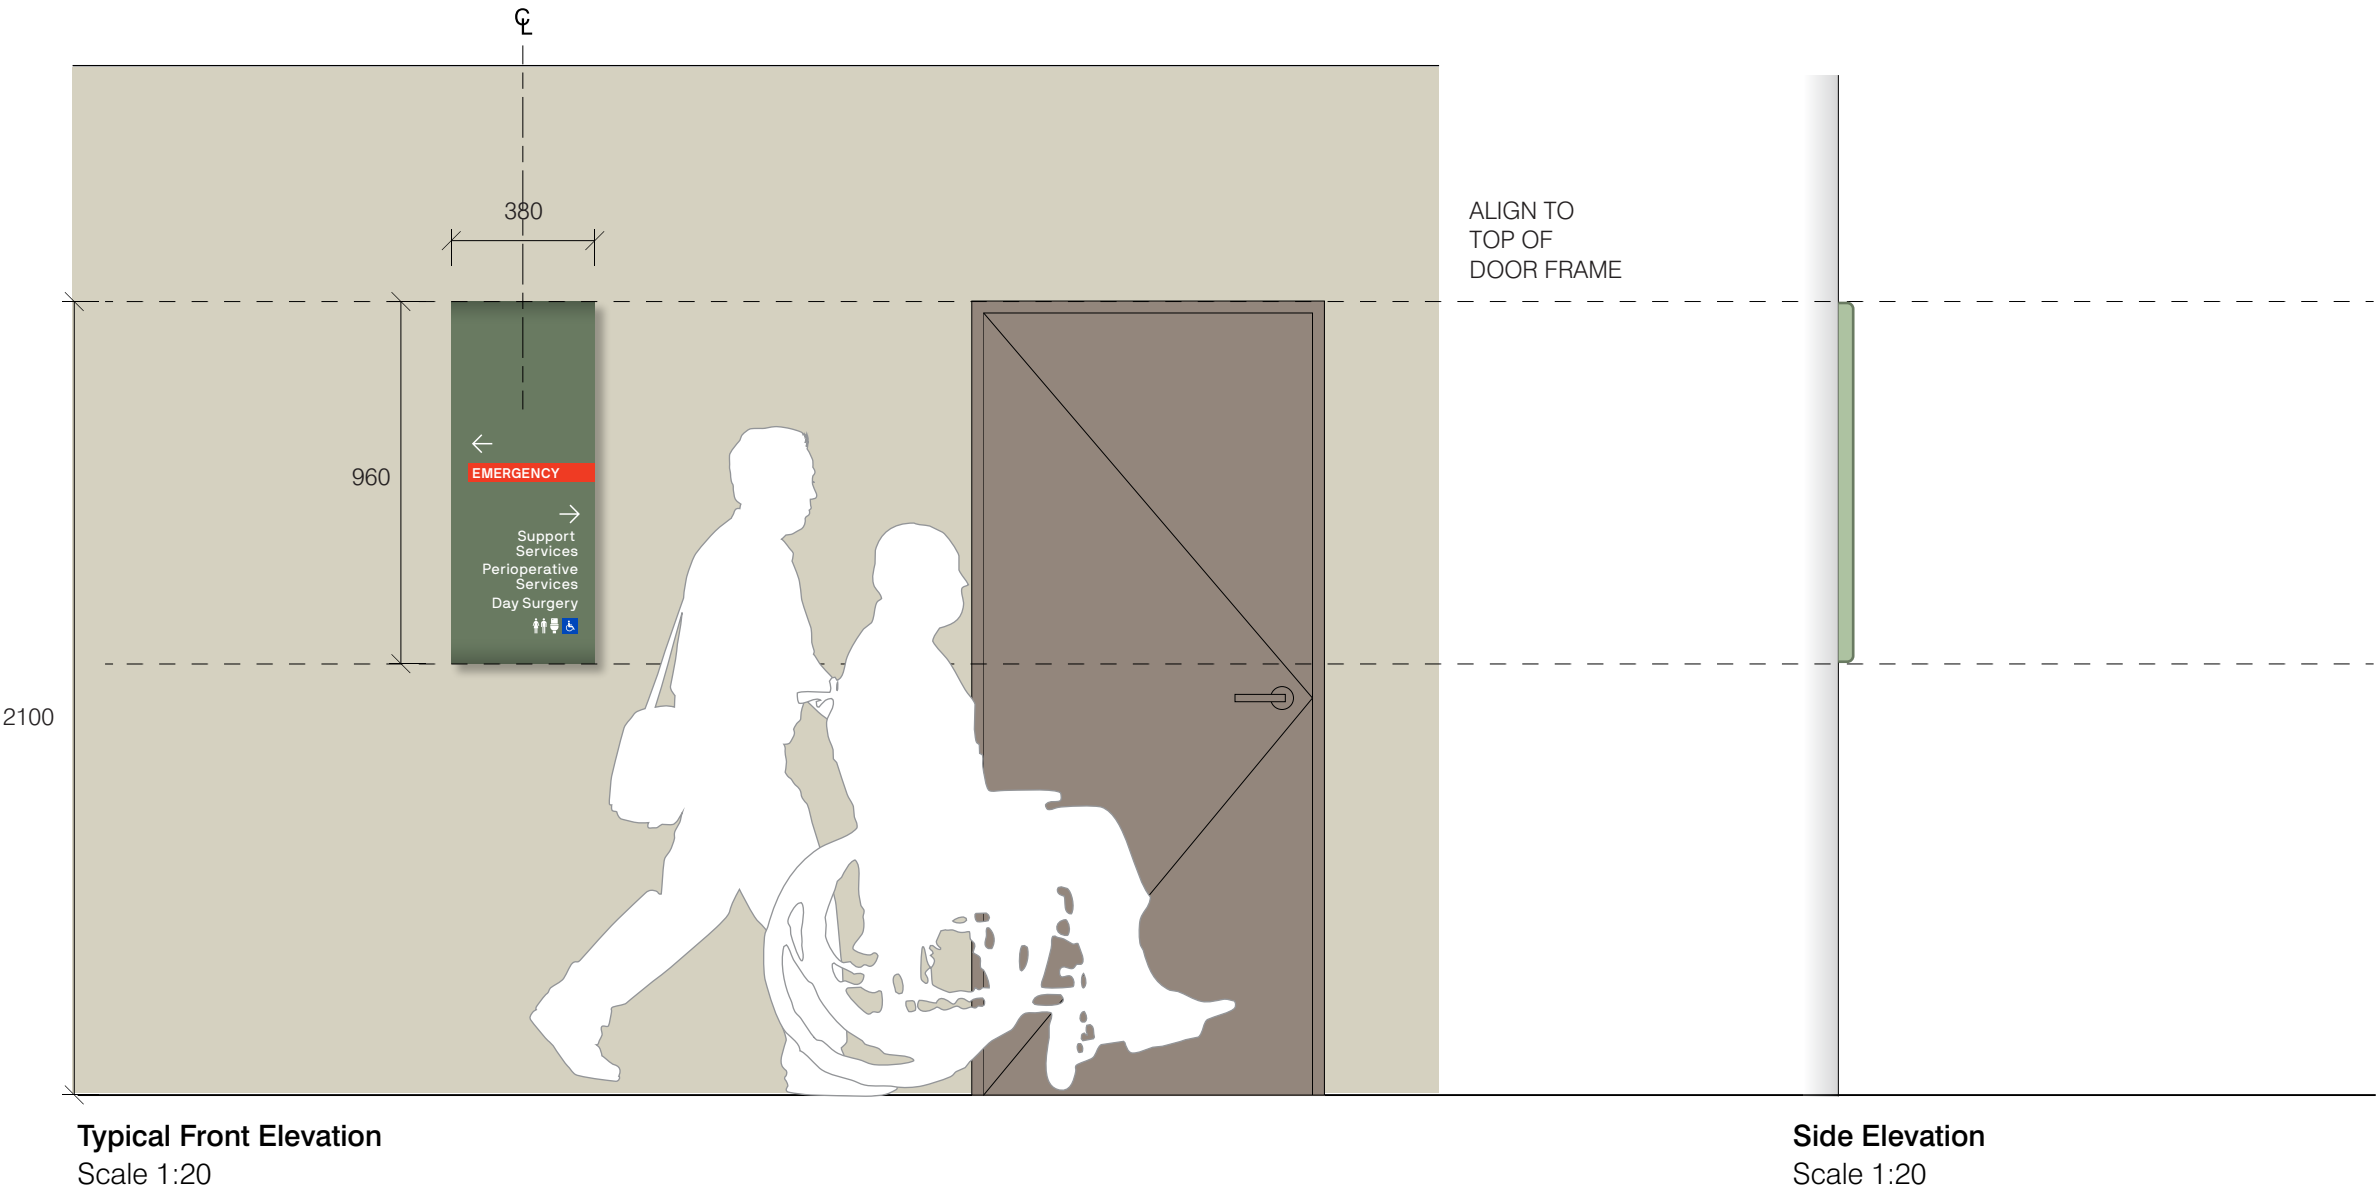 ℄
380
ALIGN TO
TOP OF
DOOR FRAME
960
EMERGENCY
Support
Services
Perioperative
Services
Day Surgery
2100
Typical Front Elevation
Scale 1:20
Side Elevation
Scale 1:20